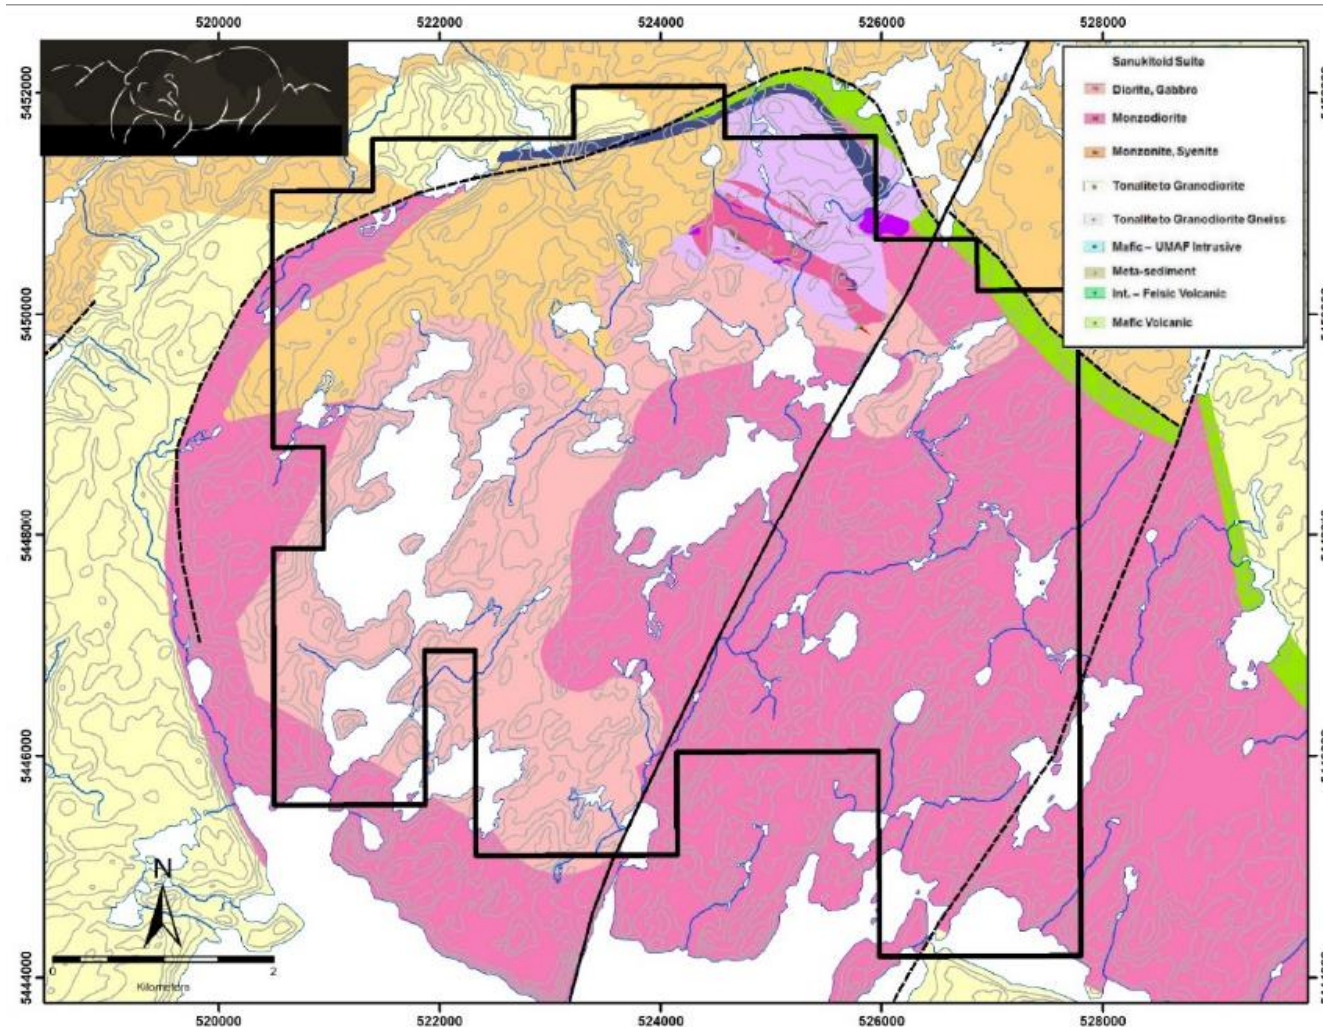 520000 522000 524000 526000 528000
5452000
5450000
5448000
5446000
5444000
Sanukitoid Suite
Diorite, Gabbro
Monzodiorite
Monzonite, Syenite
Tonalite to Granodiorite
Tonalite to Granodiorite Gneiss
Mafic – UMAF Intrusive
Meta-sediment
Int. – Felsic Volcanic
Mafic Volcanic
N
0 2
Kilometers
520000 522000 524000 526000 528000